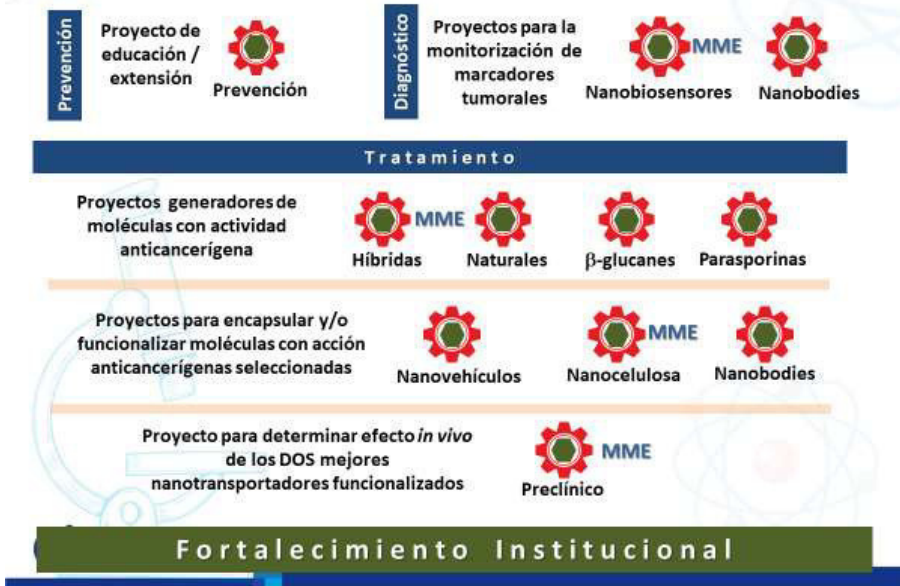 Prevención
Proyecto de
educación /
extensión
Prevención
Diagnóstico
Proyectos para la
monitorización de
marcadores
tumorales
MME
Nanobiosensores
Nanobodies
Tratamiento
Proyectos generadores de
moléculas con actividad
anticancerígena
MME
Híbridas
Naturales
β-glucanes
Parasporinas
Proyectos para encapsular y/o
funcionalizar moléculas con acción
anticancerígenas seleccionadas
MME
Nanovehículos
Nanocelulosa
Nanobodies
Proyecto para determinar efecto in vivo
de los DOS mejores
nanotransportadores funcionalizados
MME
Preclínico
Fortalecimiento Institucional